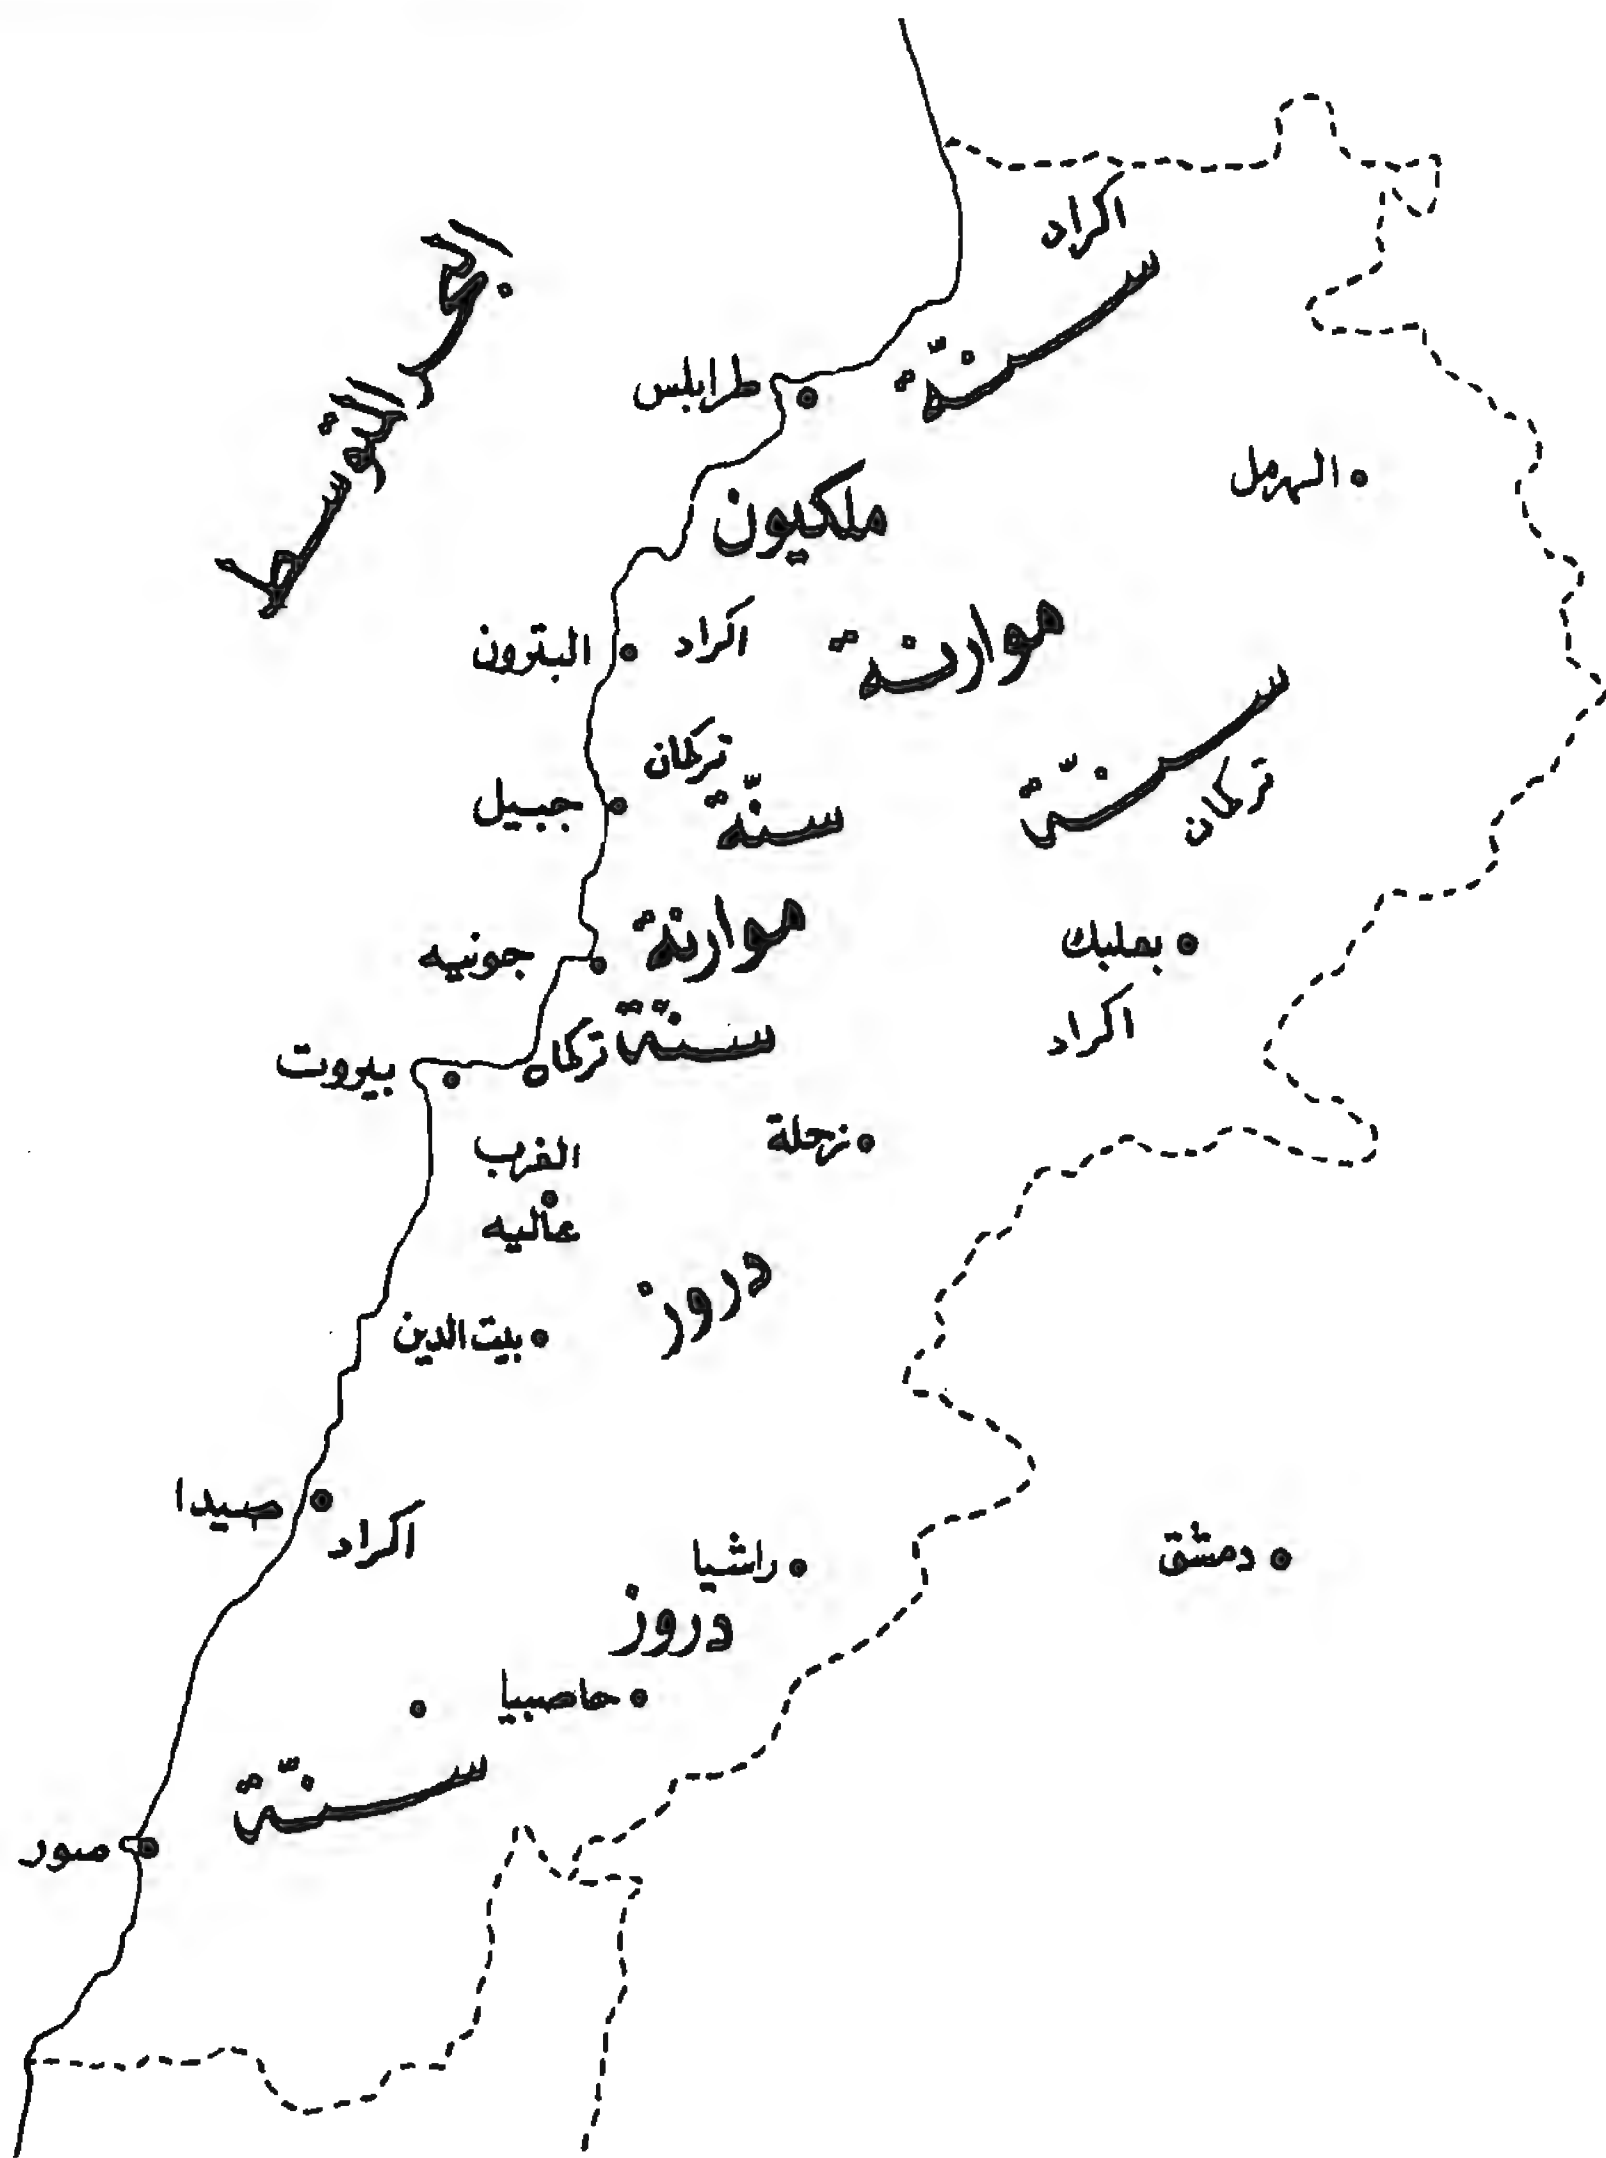 اكراد
سنّة
البحر المتوسط
طرابلس
الهرمل
ملكيون
موارنة
اكراد
البترون
سنّة
تركمان
تركمان
جبيل
سنّة
موارنة
بعلبك
جونيه
اكراد
سنّة
تركمان
بيروت
زحلة
الغرب
عاليه
دروز
بيت الدين
صيدا
اكراد
راشيا
دمشق
دروز
حاصبيا
سنّة
صور